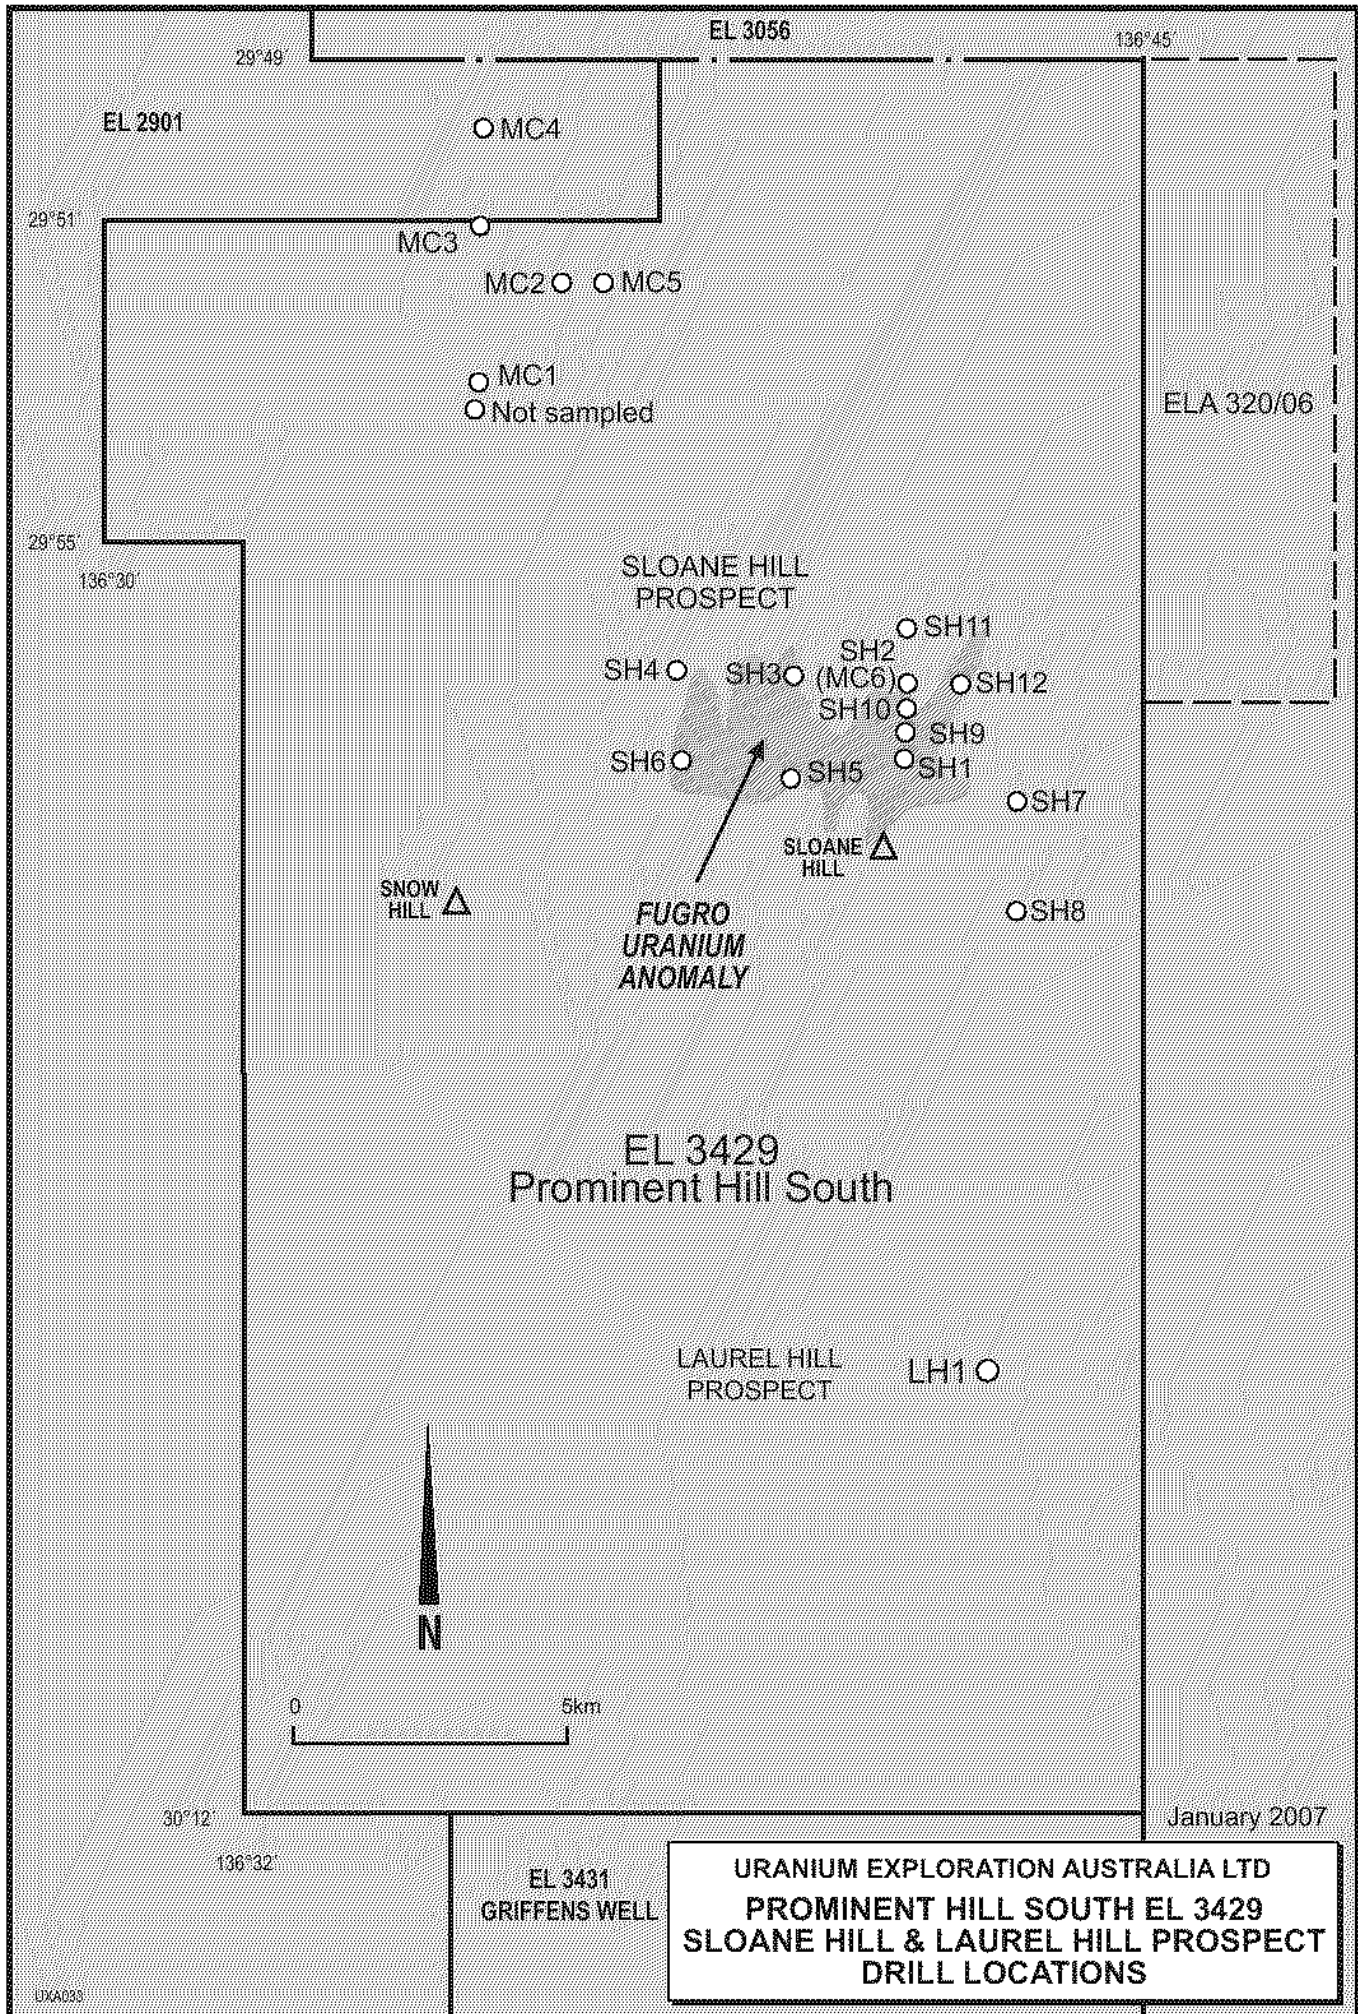 EL 3056
29°49'
136°45'
EL 2901
MC4
29°51'
MC3
MC2
MC5
MC1
Not sampled
ELA 320/06
29°55'
136°30'
SLOANE HILL
PROSPECT
SH11
SH2
(MC6)
SH4
SH3
SH12
SH10
SH9
SH6
SH5
SH1
SH7
SLOANE
HILL
SNOW
HILL
SH8
FUGRO
URANIUM
ANOMALY
EL 3429
Prominent Hill South
LAUREL HILL
PROSPECT
LH1
N
0
5km
30°12'
136°32'
January 2007
EL 3431
GRIFFENS WELL
URANIUM EXPLORATION AUSTRALIA LTD
PROMINENT HILL SOUTH EL 3429
SLOANE HILL & LAUREL HILL PROSPECT
DRILL LOCATIONS
UXA033